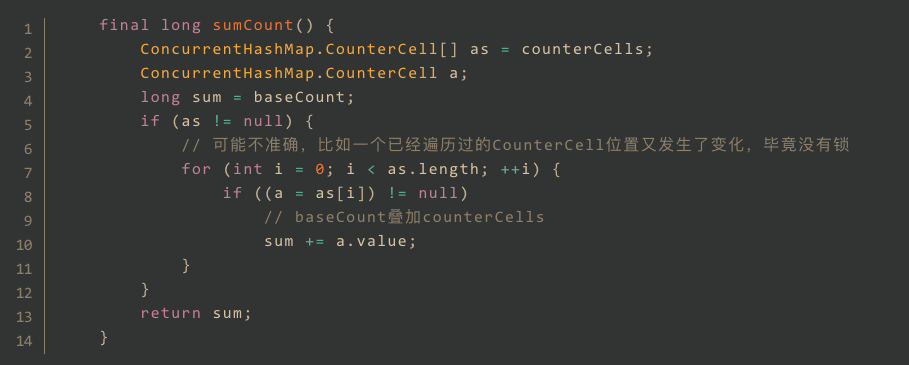 1 final long sumCount() {
2 ConcurrentHashMap.CounterCell[] as = counterCells;
3 ConcurrentHashMap.CounterCell a;
4 long sum = baseCount;
5 if (as != null) {
6 // 可能不准确，比如一个已经遍历过的CounterCell位置又发生了变化，毕竟没有锁
7 for (int i = 0; i < as.length; ++i) {
8 if ((a = as[i]) != null)
9 // baseCount叠加counterCells
10 sum += a.value;
11 }
12 }
13 return sum;
14 }